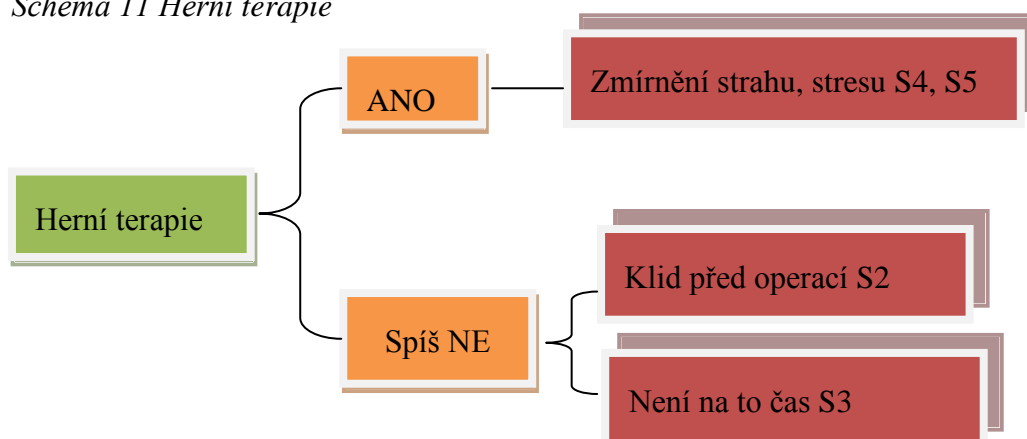 Schéma 11 Herní terapie
ANO
Zmírnění strahu, stresu S4, S5
Herní terapie
Klid před operací S2
Spíš NE
Není na to čas S3